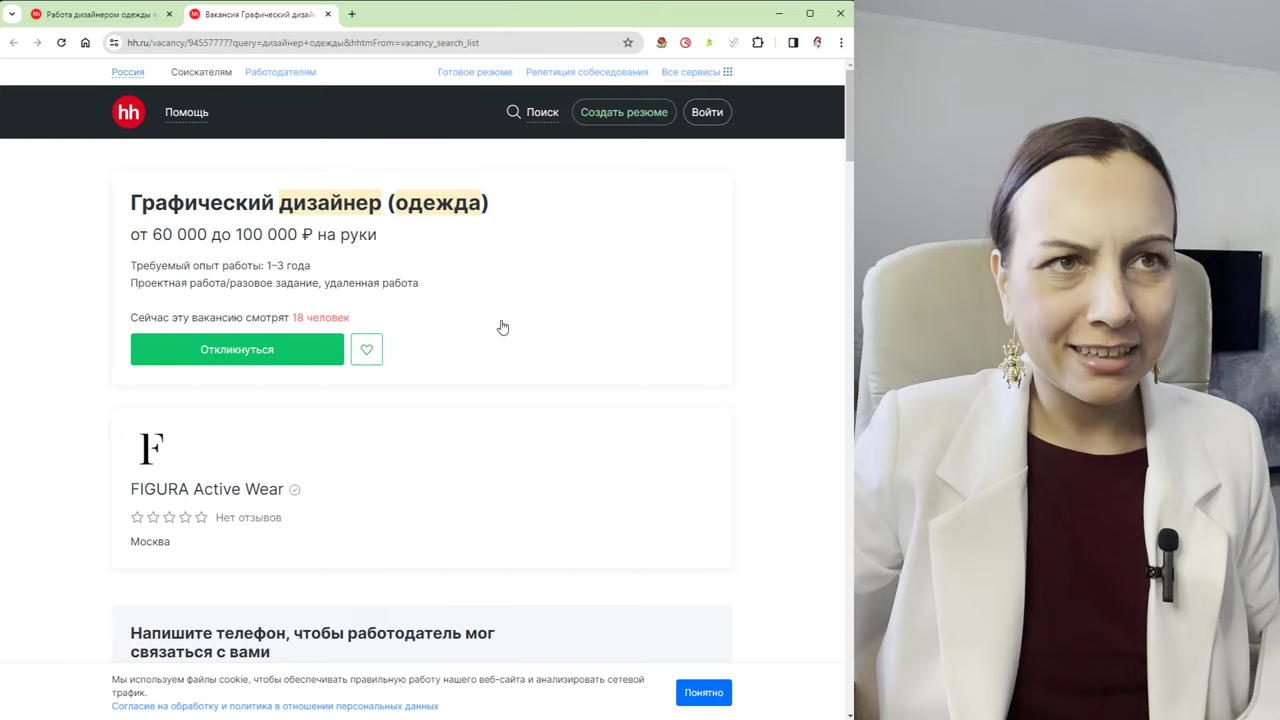 Работа дизайнером одежды в
Вакансия Графический дизайн
hh.ru/vacancy/94557777?query=дизайнер+одежды&hhtmFrom=vacancy_search_list
Россия Соискателям Работодателям Готовое резюме Репетиция собеседования Все сервисы
hh Помощь Поиск Создать резюме Войти
Графический дизайнер (одежда)
от 60 000 до 100 000 ₽ на руки
Требуемый опыт работы: 1–3 года
Проектная работа/разовое задание, удаленная работа
Сейчас эту вакансию смотрят 18 человек
Откликнуться
F
FIGURA Active Wear
Нет отзывов
Москва
Напишите телефон, чтобы работодатель мог
связаться с вами
Мы используем файлы cookie, чтобы обеспечивать правильную работу нашего веб-сайта и анализировать сетевой
трафик.
Согласие на обработку и политика в отношении персональных данных
Понятно